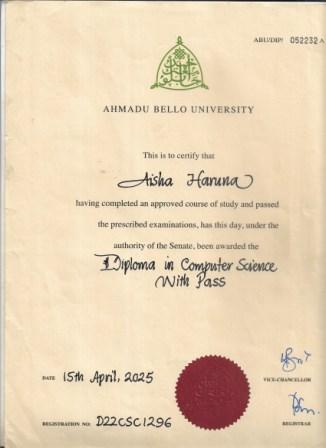 ABU/DIP/ 052232 A
AHMADU BELLO UNIVERSITY
This is to certify that
Aisha Haruna
having completed an approved course of study and passed
the prescribed examinations, has this day, under the
authority of the Senate, been awarded the
Diploma in Computer Science
With Pass
DATE 15th April, 2025
VICE-CHANCELLOR
REGISTRATION NO: D22CSC1296
REGISTRAR